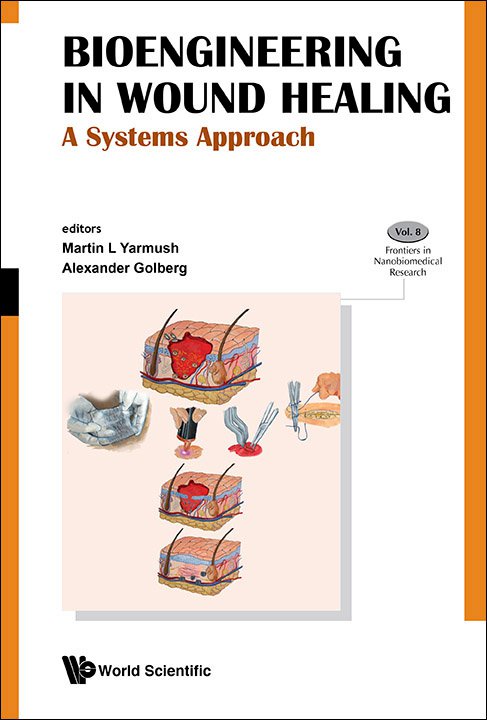 BIOENGINEERING
IN WOUND HEALING
A Systems Approach
editors
Martin L Yarmush
Alexander Golberg
Vol. 8
Frontiers in
Nanobiomedical
Research
World Scientific